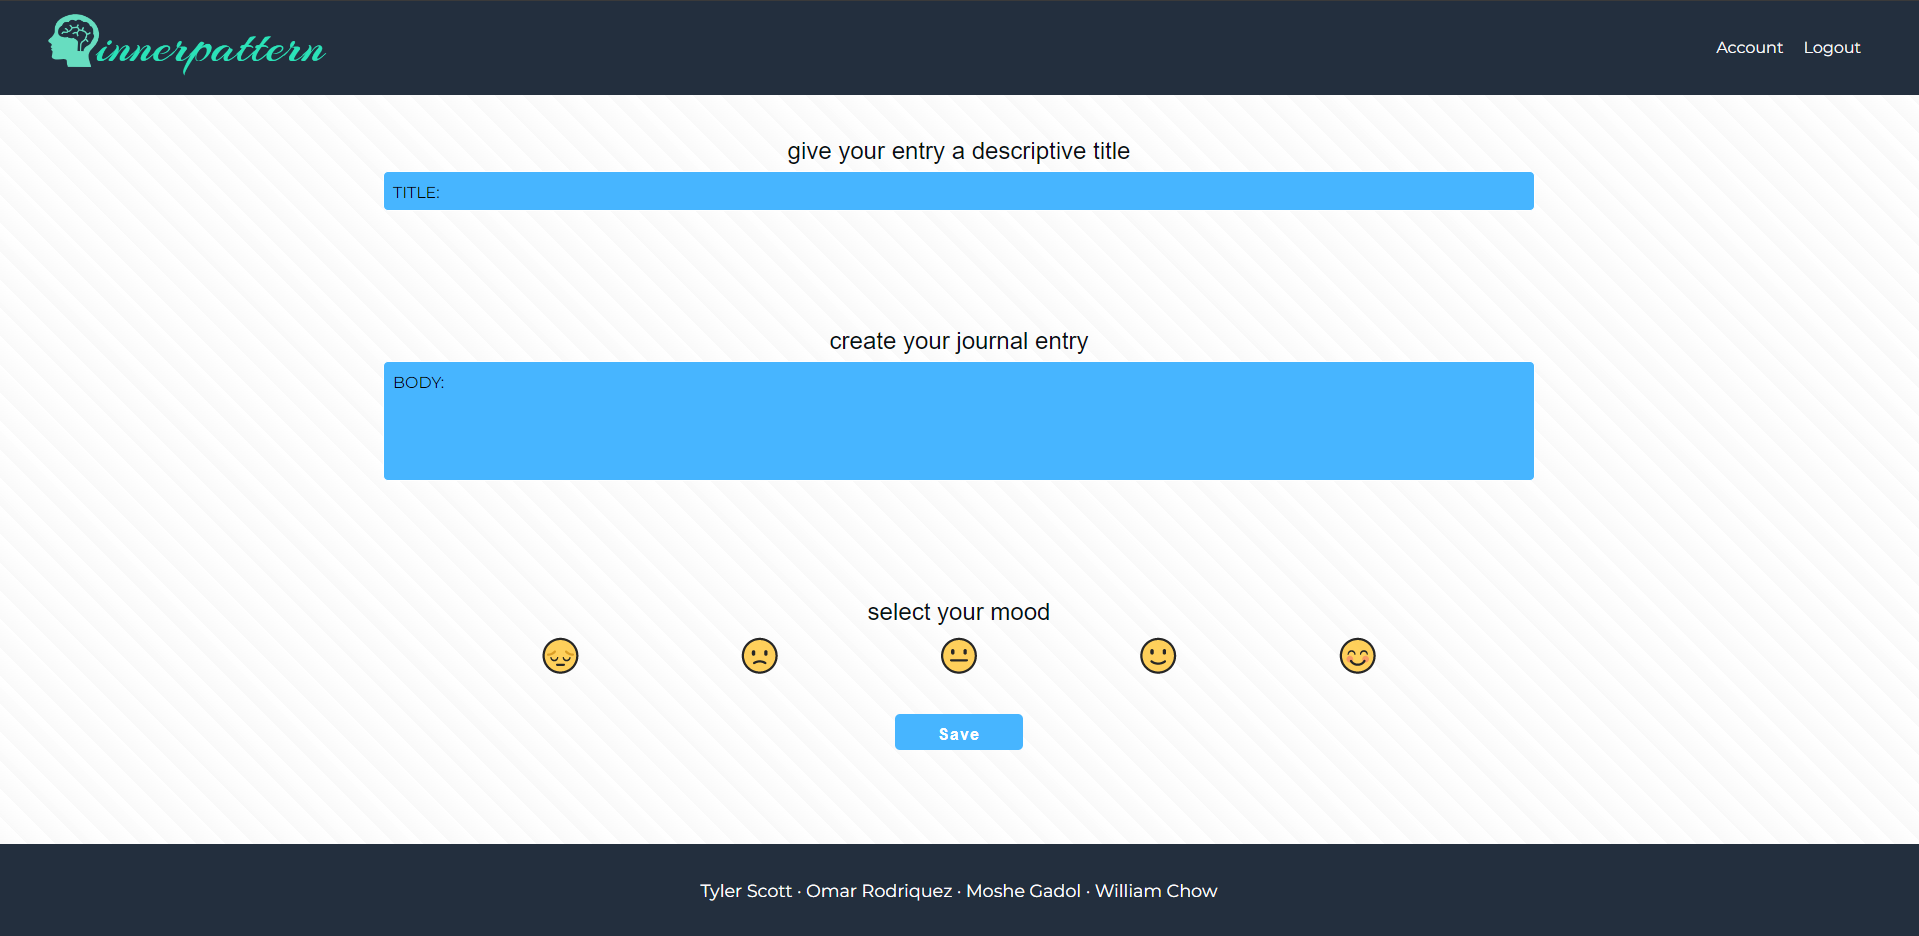 innerpattern
Account Logout
give your entry a descriptive title
TITLE:
create your journal entry
BODY:
select your mood
Save
Tyler Scott · Omar Rodriquez · Moshe Gadol · William Chow